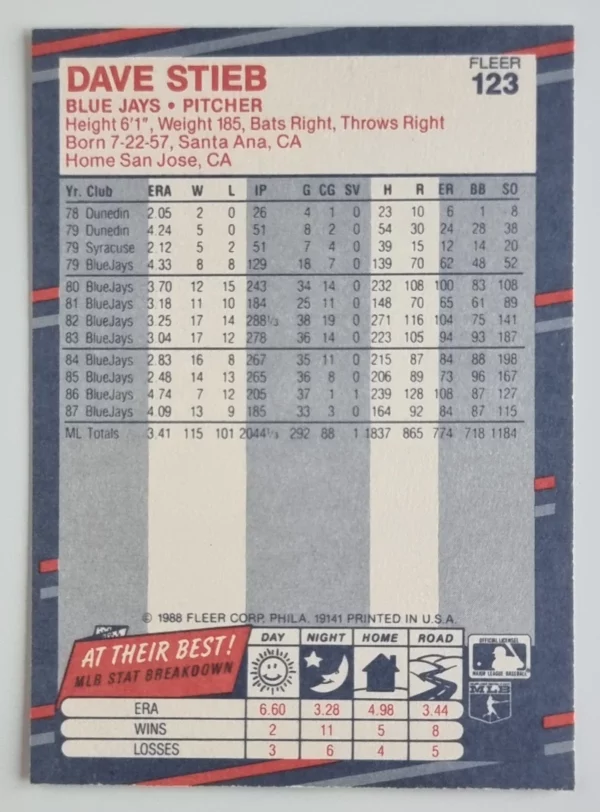 DAVE STIEB
FLEER
123
BLUE JAYS • PITCHER
Height 6'1", Weight 185, Bats Right, Throws Right
Born 7-22-57, Santa Ana, CA
Home San Jose, CA
Yr. Club ERA W L IP G CG SV H R ER BB SO
78 Dunedin 2.05 2 0 26 4 1 0 23 10 6 1 8
79 Dunedin 4.24 5 0 51 8 2 0 54 30 24 28 38
79 Syracuse 2.12 5 2 51 7 4 0 39 15 12 14 20
79 BlueJays 4.33 8 8 129 18 7 0 139 70 62 48 52
80 BlueJays 3.70 12 15 243 34 14 0 232 108 100 83 108
81 BlueJays 3.18 11 10 184 25 11 0 148 70 65 61 89
82 BlueJays 3.25 17 14 288⅓ 38 19 0 271 116 104 75 141
83 BlueJays 3.04 17 12 278 36 14 0 223 105 94 93 187
84 BlueJays 2.83 16 8 267 35 11 0 215 87 84 88 198
85 BlueJays 2.48 14 13 265 36 8 0 206 89 73 96 167
86 BlueJays 4.74 7 12 205 37 1 1 239 128 108 87 127
87 BlueJays 4.09 13 9 185 33 3 0 164 92 84 87 115
ML Totals 3.41 115 101 2044⅓ 292 88 1 1837 865 774 718 1184
© 1988 FLEER CORP. PHILA. 19141 PRINTED IN U.S.A.
AT THEIR BEST!
MLB STAT BREAKDOWN
DAY NIGHT HOME ROAD
OFFICIAL LICENSEE
MAJOR LEAGUE BASEBALL
MLB
ERA 6.60 3.28 4.98 3.44
WINS 2 11 5 8
LOSSES 3 6 4 5